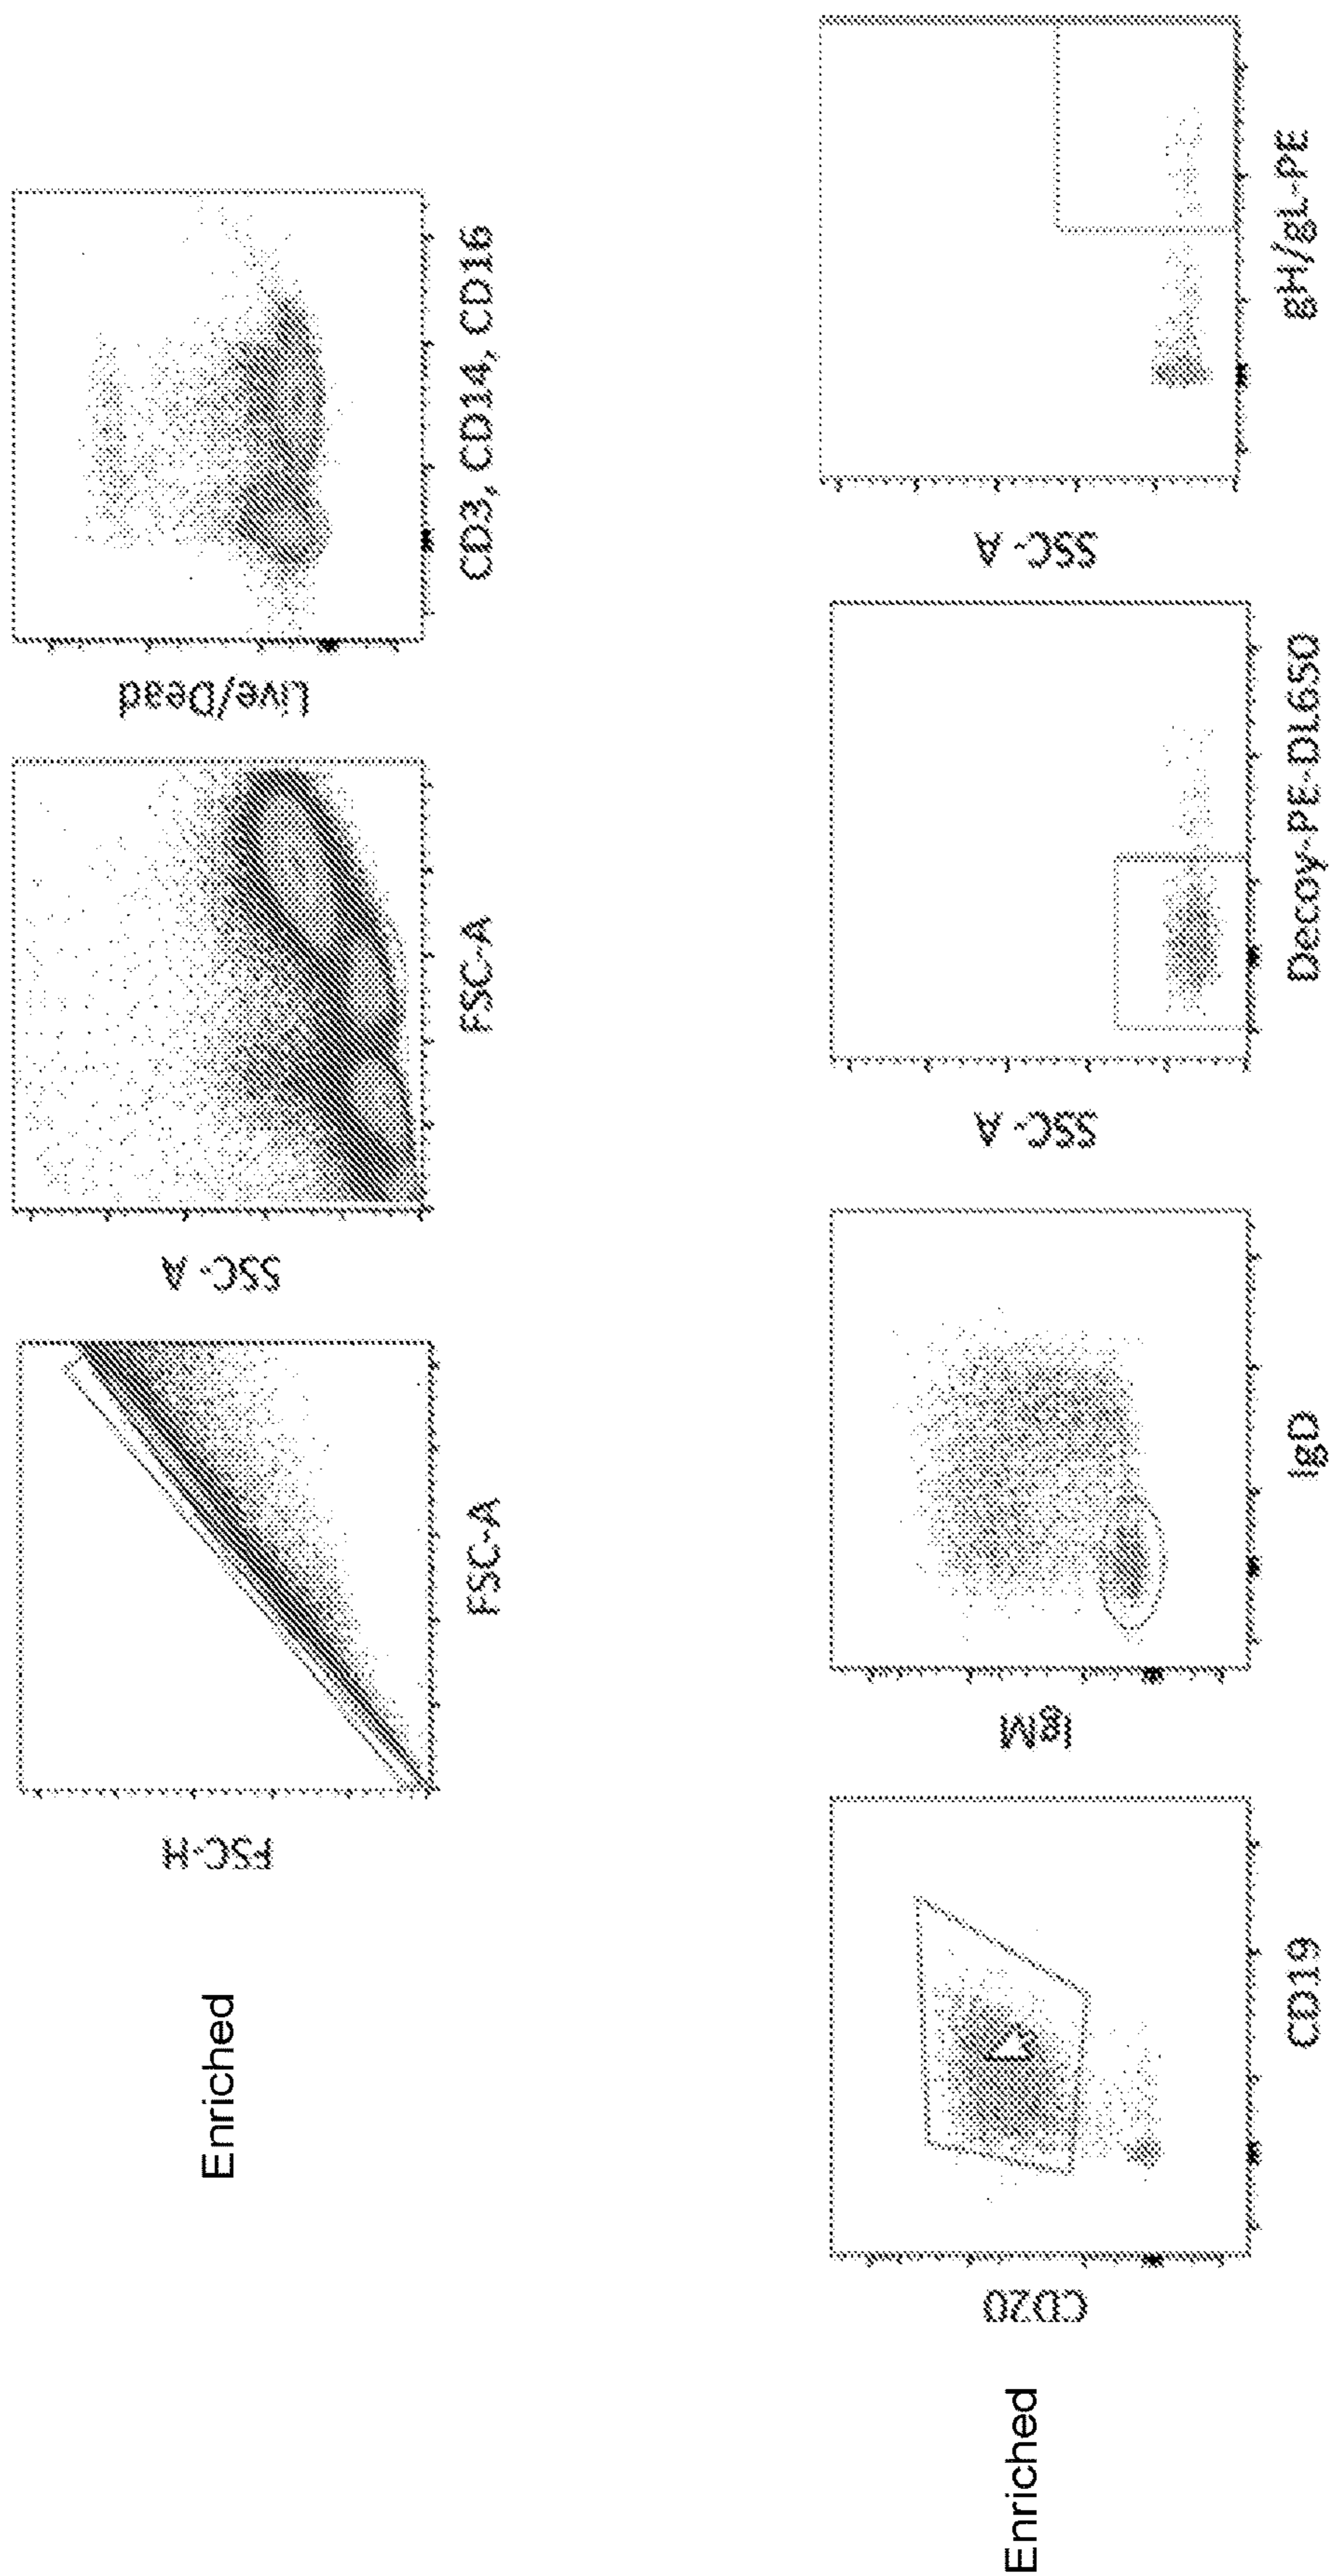 Enriched
FSC-H
FSC-A
SSC-A
FSC-A
Live/Dead
CD3, CD14, CD16
Enriched
CD20
CD19
IgM
IgD
SSC-A
Decoy-PE-DL650
SSC-A
gH/gL-PE